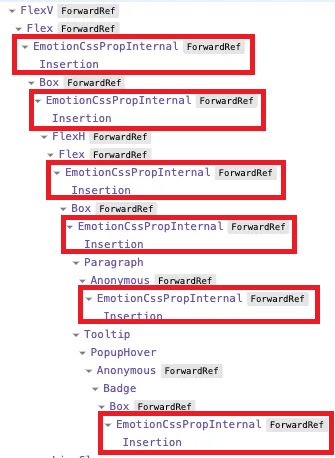 FlexV ForwardRef
Flex ForwardRef
EmotionCssPropInternal ForwardRef
Insertion
Box ForwardRef
EmotionCssPropInternal ForwardRef
Insertion
FlexH ForwardRef
Flex ForwardRef
EmotionCssPropInternal ForwardRef
Insertion
Box ForwardRef
EmotionCssPropInternal ForwardRef
Insertion
Paragraph
Anonymous ForwardRef
EmotionCssPropInternal ForwardRef
Insertion
Tooltip
PopupHover
Anonymous ForwardRef
Badge
Box ForwardRef
EmotionCssPropInternal ForwardRef
Insertion